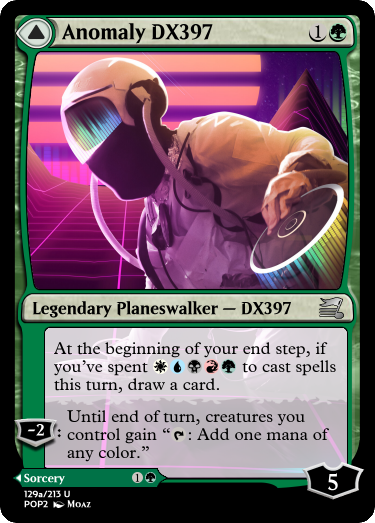 Anomaly DX397 1
Legendary Planeswalker — DX397
At the beginning of your end step, if
you've spent to cast spells
this turn, draw a card.
-2: Until end of turn, creatures you
control gain “: Add one mana of
any color.”
Sorcery 1
5
129a/213 U
POP2 Moaz